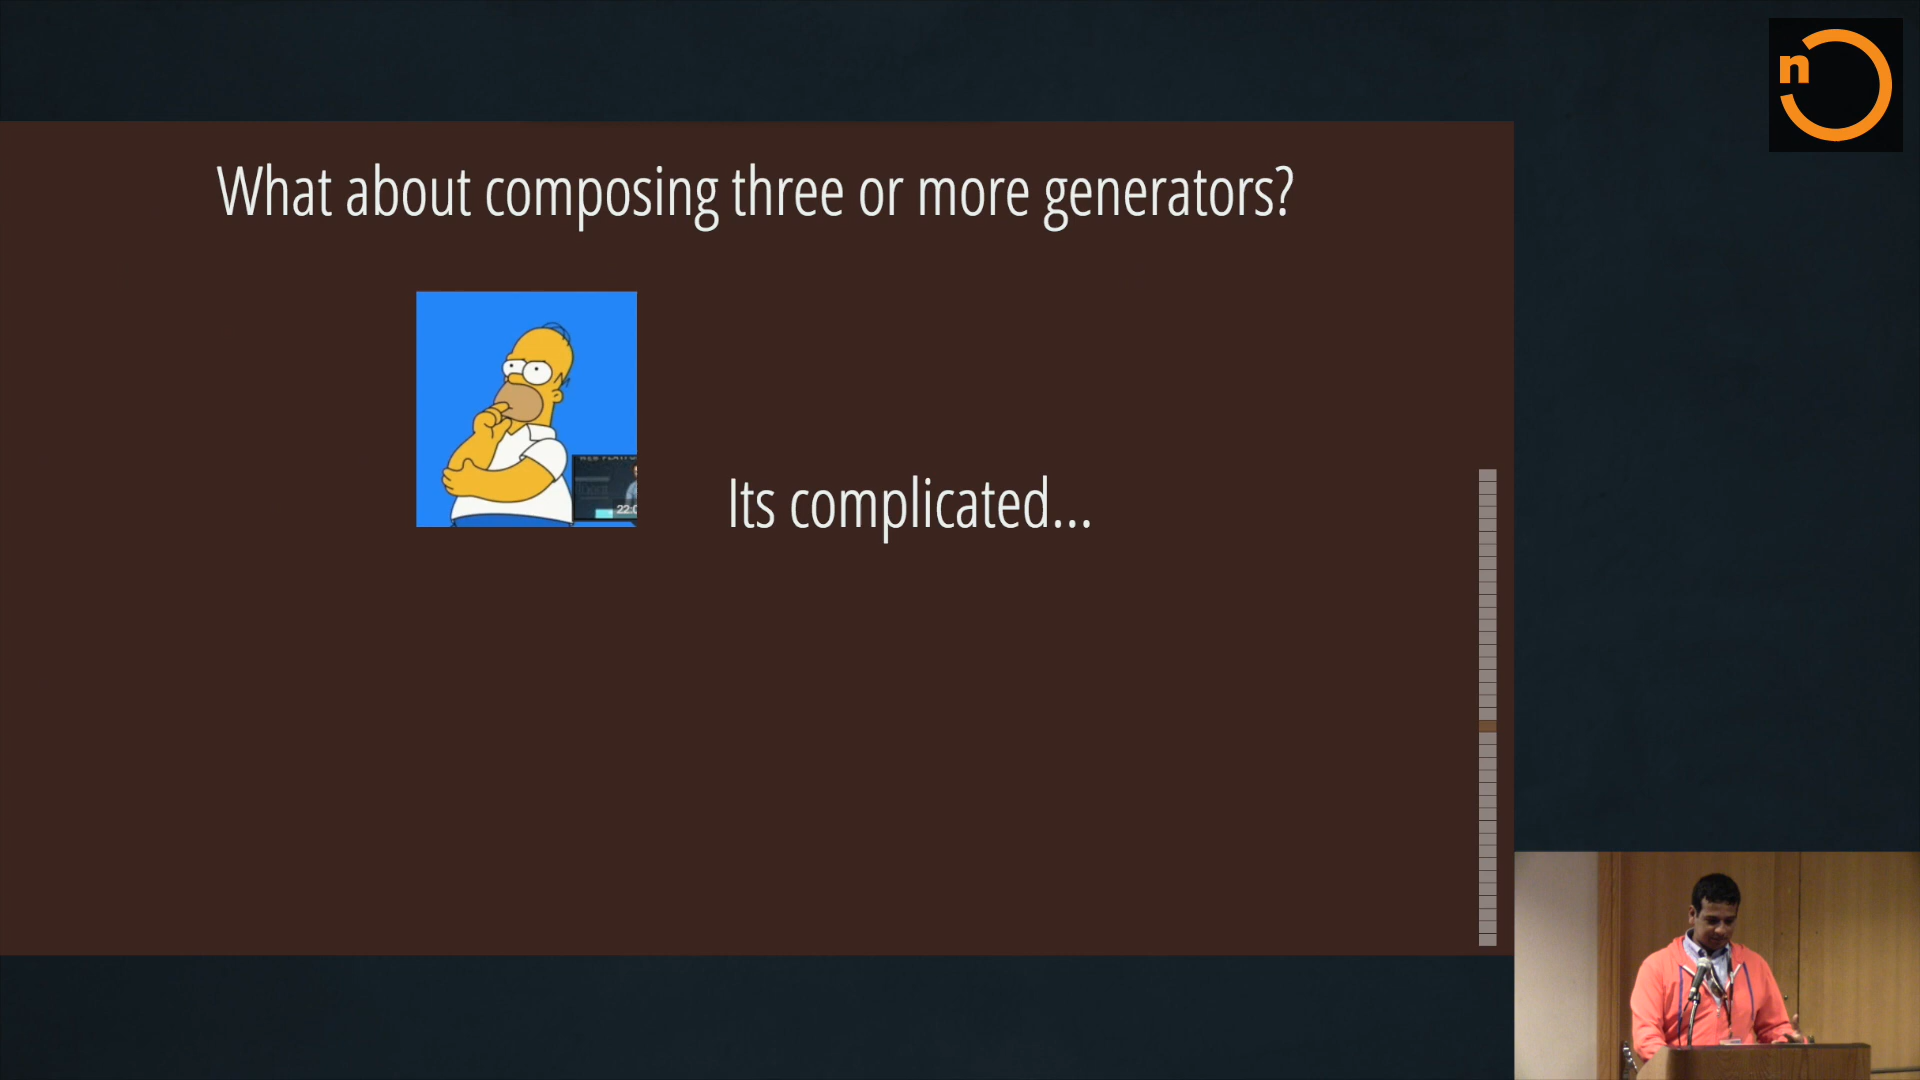 What about composing three or more generators?
n
Its complicated...